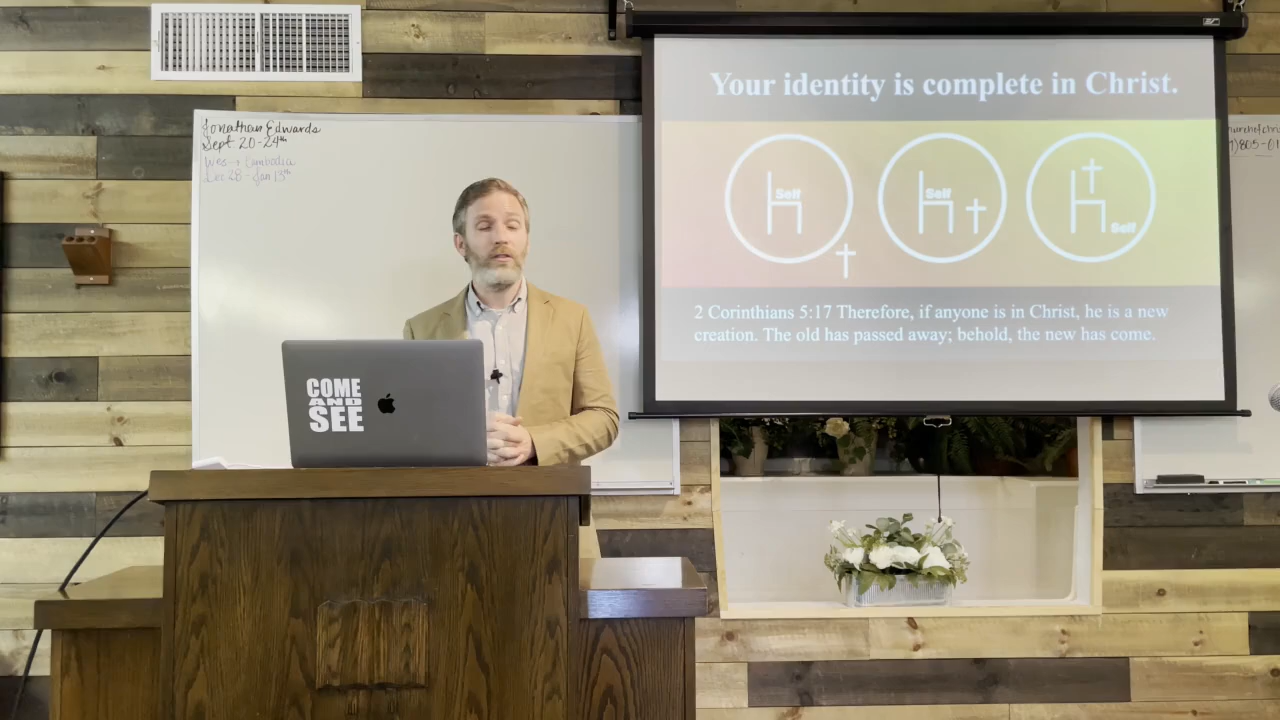 Jonathan Edwards
Sept 20-24th
Wes → Cambodia
Dec 28 - Jan 13th
COME
AND
SEE
Your identity is complete in Christ.
Self
Self
Self
2 Corinthians 5:17 Therefore, if anyone is in Christ, he is a new
creation. The old has passed away; behold, the new has come.